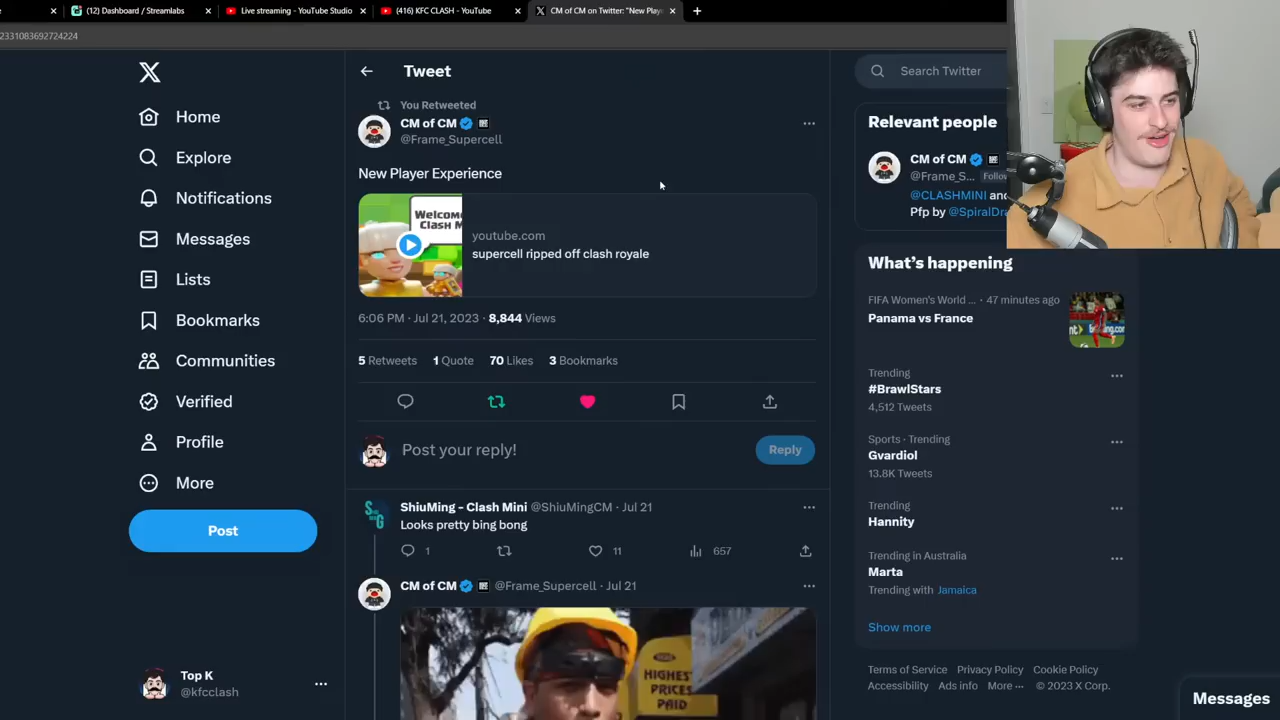 (12) Dashboard / Streamlabs
Live streaming - YouTube Studio
(416) KFC CLASH - YouTube
CM of CM on Twitter: "New Playe
2331083692724224
Home
Explore
Notifications
Messages
Lists
Bookmarks
Communities
Verified
Profile
More
Post
Top K
@kfcclash
Tweet
You Retweeted
CM of CM
@Frame_Supercell
New Player Experience
Welcome
Clash M
youtube.com
supercell ripped off clash royale
6:06 PM · Jul 21, 2023 · 8,844 Views
5 Retweets 1 Quote 70 Likes 3 Bookmarks
Post your reply!
Reply
ShiuMing - Clash Mini @ShiuMingCM · Jul 21
Looks pretty bing bong
1 11 657
CM of CM @Frame_Supercell · Jul 21
HIGHEST
PRICES
PAID
Search Twitter
Relevant people
CM of CM
@Frame_S... Follow
@CLASHMINI and
Pfp by @SpiralDra
What's happening
FIFA Women's World ... · 47 minutes ago
Panama vs France
Trending
#BrawlStars
4,512 Tweets
Sports · Trending
Gvardiol
13.8K Tweets
Trending
Hannity
Trending in Australia
Marta
Trending with Jamaica
Show more
Terms of Service Privacy Policy Cookie Policy
Accessibility Ads info More ··· © 2023 X Corp.
Messages